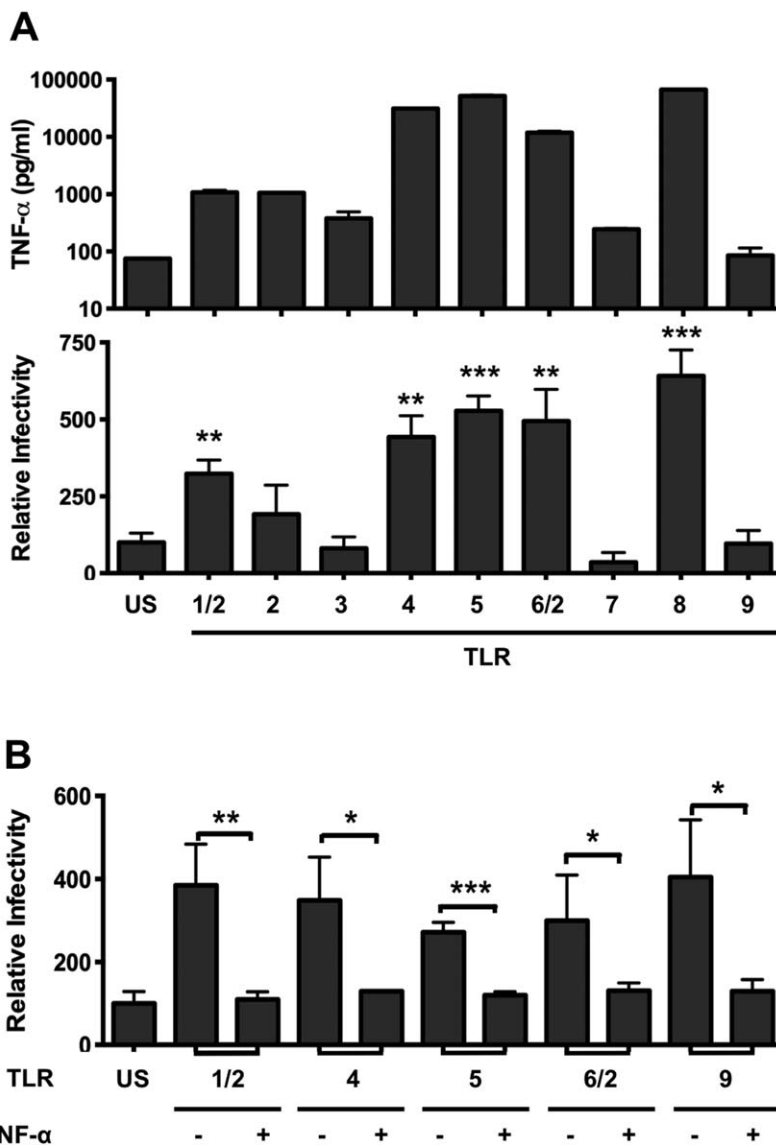 A
100000
10000
1000
100
10
TNF-α (pg/ml)
750
500
250
0
Relative Infectivity
** ** *** ** ***
US 1/2 2 3 4 5 6/2 7 8 9
TLR
B
600
400
200
0
Relative Infectivity
** * *** * *
TLR US 1/2 4 5 6/2 9
NF-α - + - + - + - + - +